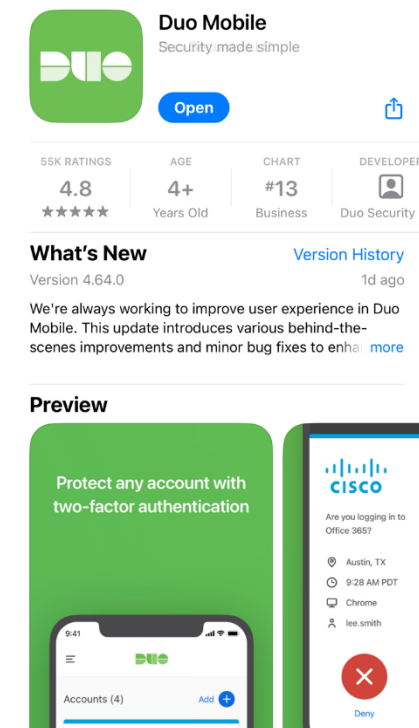 Duo Mobile
Security made simple
Open
55K RATINGS
4.8
AGE
4+
Years Old
CHART
#13
Business
DEVELOPER
Duo Security
What's New
Version History
Version 4.64.0
1d ago
We're always working to improve user experience in Duo
Mobile. This update introduces various behind-the-
scenes improvements and minor bug fixes to enha more
Preview
Protect any account with
two-factor authentication
9:41
DUO
Accounts (4)
Add
CISCO
Are you logging in to
Office 365?
Austin, TX
9:28 AM PDT
Chrome
lee.smith
Deny